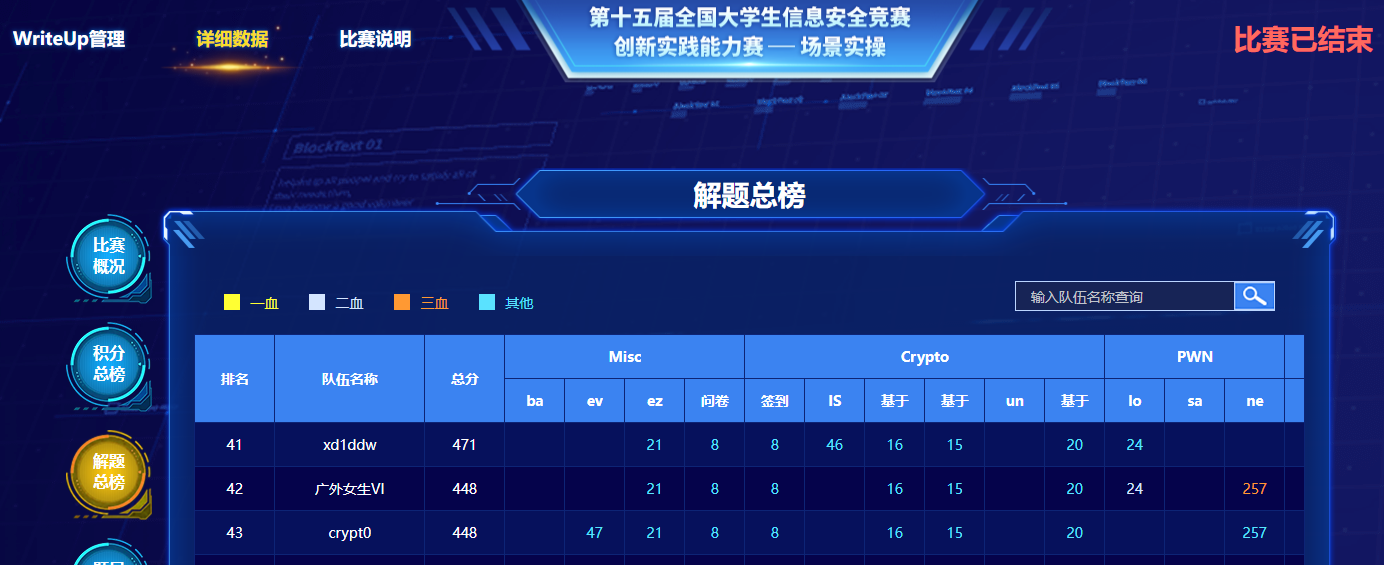 WriteUp管理
详细数据
比赛说明
第十五届全国大学生信息安全竞赛
创新实践能力赛 — 场景实操
比赛已结束
BlockText 01
解题总榜
比赛
概况
积分
总榜
解题
总榜
一血
二血
三血
其他
输入队伍名称查询
排名 队伍名称 总分 Misc Crypto PWN
ba ev ez 问卷 签到 IS 基于 基于 un 基于 lo sa ne
41 xd1ddw 471 21 8 8 46 16 15 20 24
42 广外女生VI 448 21 8 8 16 15 20 24 257
43 crypt0 448 47 21 8 8 16 15 20 257